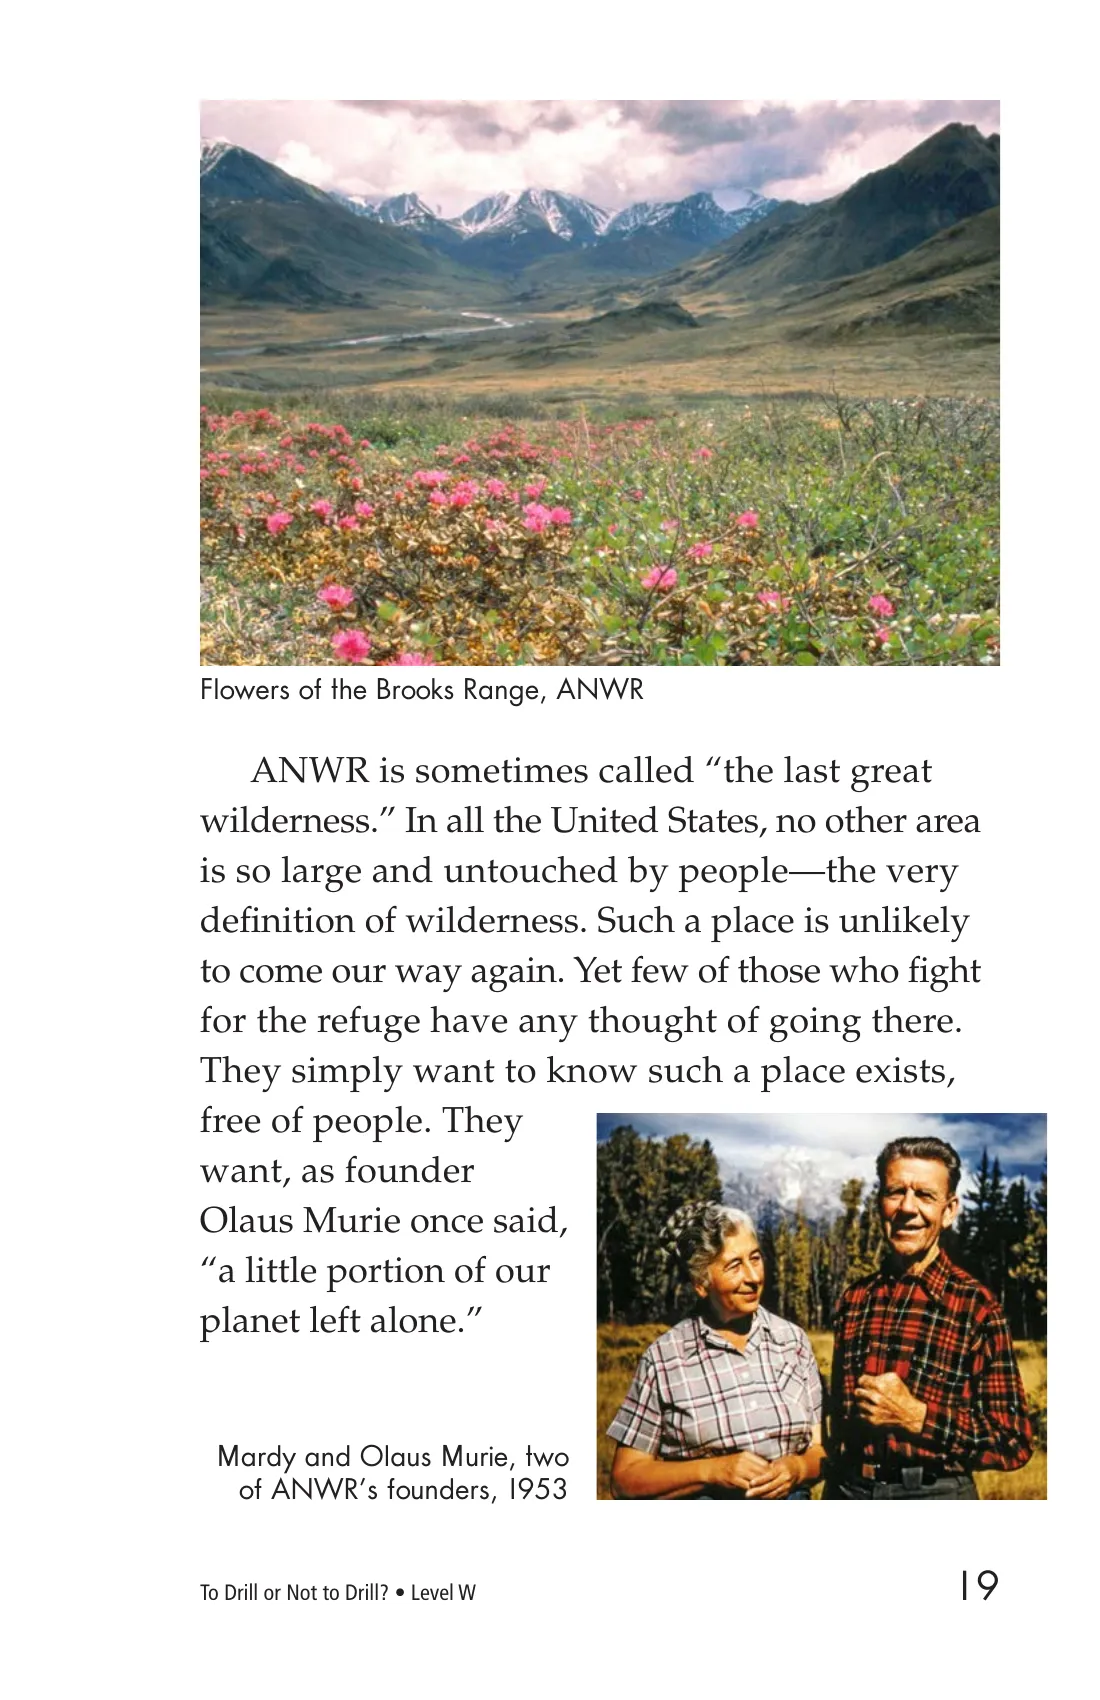 Flowers of the Brooks Range, ANWR
ANWR is sometimes called “the last great
wilderness.” In all the United States, no other area
is so large and untouched by people—the very
definition of wilderness. Such a place is unlikely
to come our way again. Yet few of those who fight
for the refuge have any thought of going there.
They simply want to know such a place exists,
free of people. They
want, as founder
Olaus Murie once said,
“a little portion of our
planet left alone.”
Mardy and Olaus Murie, two
of ANWR’s founders, 1953
To Drill or Not to Drill? • Level W
19